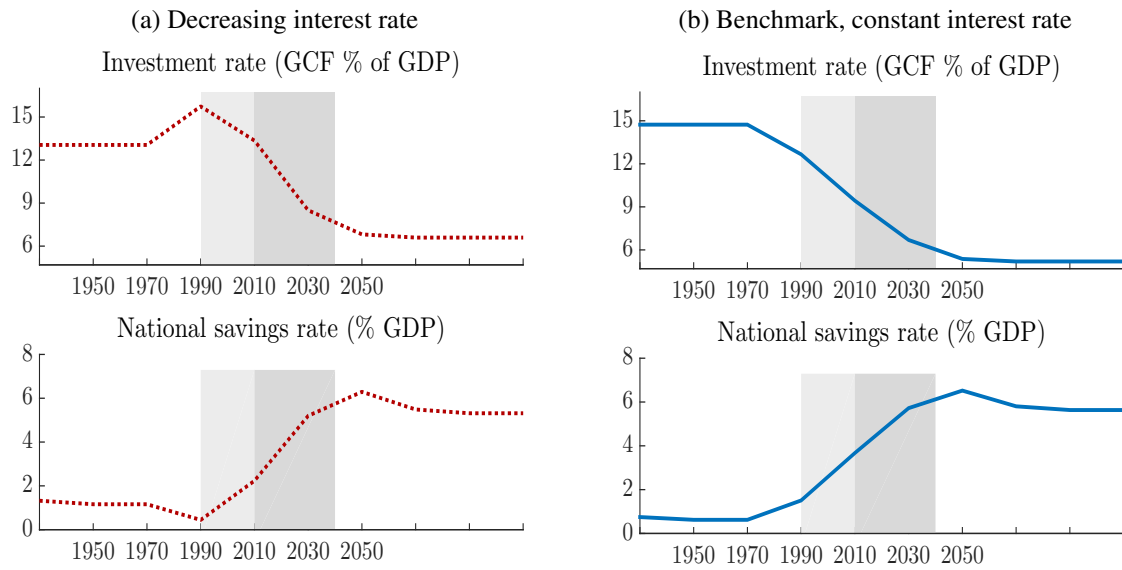 (a) Decreasing interest rate
Investment rate (GCF % of GDP)
15
12
9
6
1950 1970 1990 2010 2030 2050
National savings rate (% GDP)
8
6
4
2
0
1950 1970 1990 2010 2030 2050
(b) Benchmark, constant interest rate
Investment rate (GCF % of GDP)
15
12
9
6
1950 1970 1990 2010 2030 2050
National savings rate (% GDP)
8
6
4
2
0
1950 1970 1990 2010 2030 2050